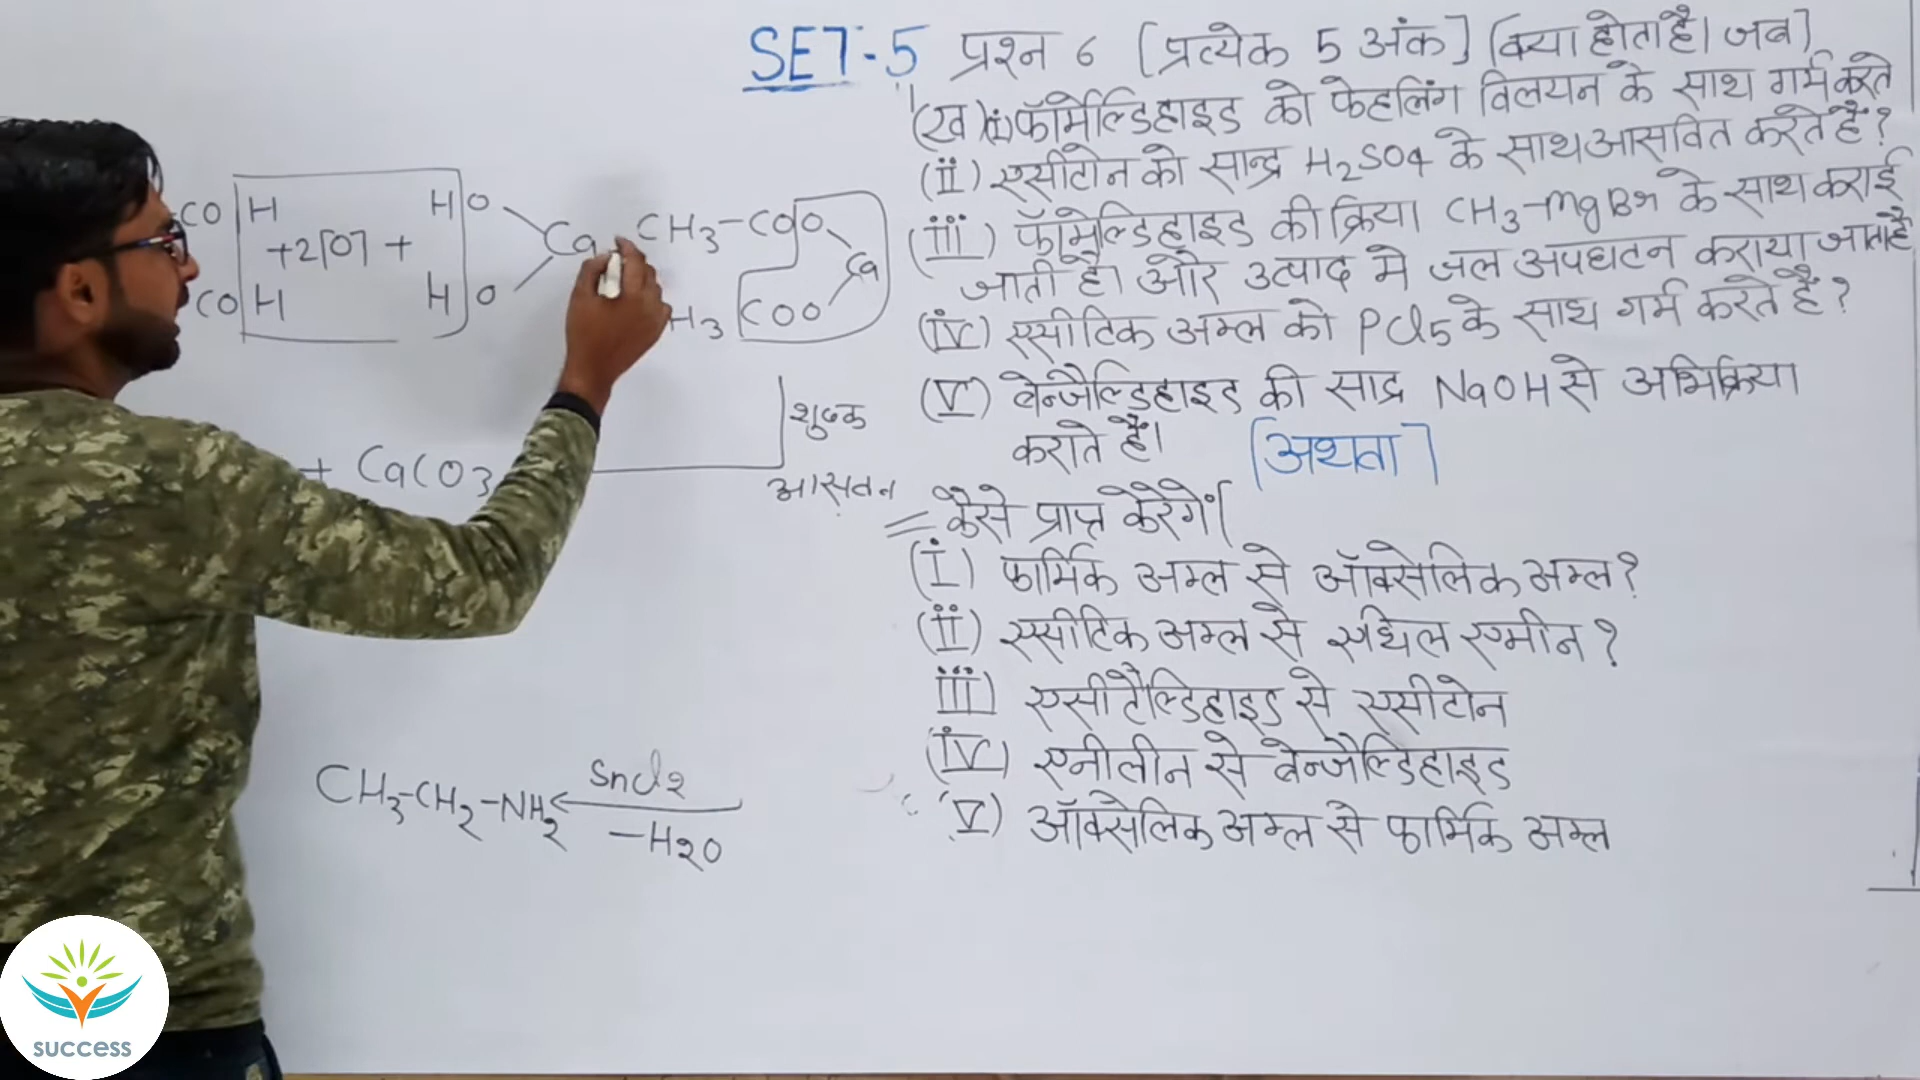 SET-5 प्रश्न 6 [प्रत्येक 5 अंक] [क्या होता है। जब]
(ख)(i) फॉर्मेल्डिहाइड को फेहलिंग विलयन के साथ गर्म करते
(ii) एसीटोन को सान्द्र H2SO4 के साथ आसवित करते हैं?
(iii) फॉर्मेल्डिहाइड की क्रिया CH3-MgBr के साथ कराई
जाती है। और उत्पाद मे जल अपघटन कराया जाता है
(iv) एसीटिक अम्ल को PCl5 के साथ गर्म करते हैं?
(V) बेन्जैल्डिहाइड की साद्र NaOH से अभिक्रिया
कराते हैं। [अथवा]
= कैसे प्राप्त करेगें।
(I) फार्मिक अम्ल से ऑक्सेलिक अम्ल?
(ii) एसीटिक अम्ल से एथिल एमीन?
iii) एसीटैल्डिहाइड से एसीटोन
(iv) एनीलीन से बेन्जैल्डिहाइड
V) ऑक्सेलिक अम्ल से फार्मिक अम्ल
CO H H O CH3-COO
+2[O] + Ca Ca
CO H H O H3 COO
शुष्क
+ CaCO3 आसवन
CH3-CH2-NH2 SnCl2
-H2O
success